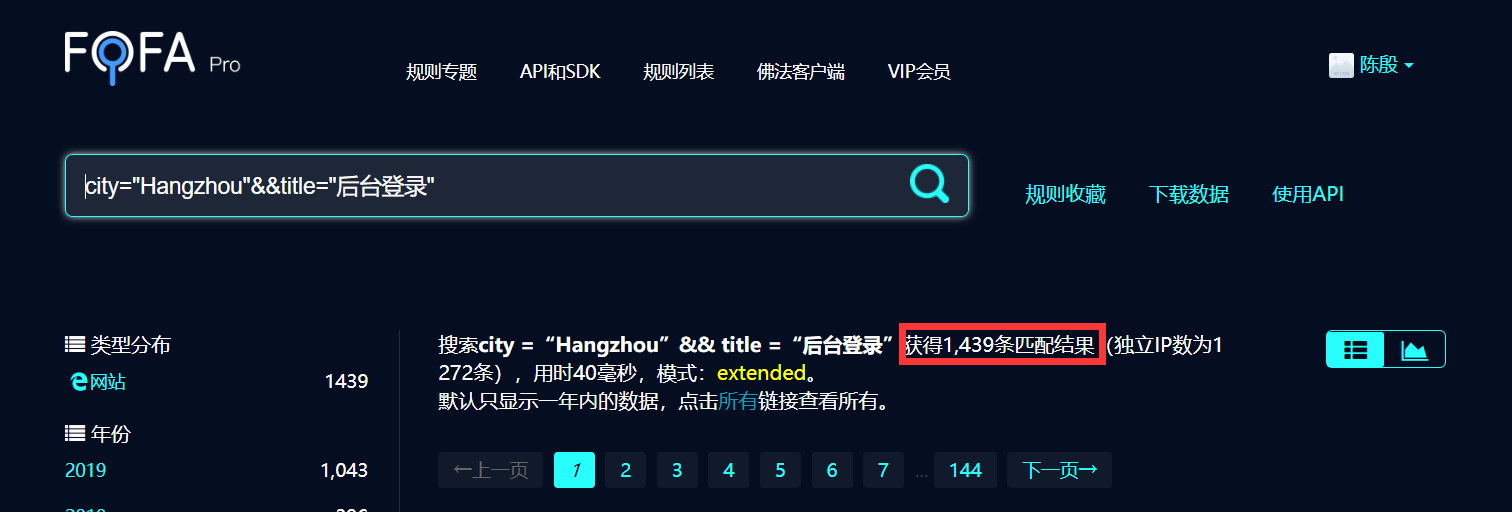 FOFA Pro
规则专题 API和SDK 规则列表 佛法客户端 VIP会员
陈殷
city="Hangzhou"&&title="后台登录"
规则收藏 下载数据 使用API
类型分布
网站 1439
年份
2019 1,043
搜索city =“Hangzhou”&& title =“后台登录” 获得1,439条匹配结果 (独立IP数为1
272条），用时40毫秒，模式：extended。
默认只显示一年内的数据，点击所有链接查看所有。
←上一页 1 2 3 4 5 6 7 ... 144 下一页→